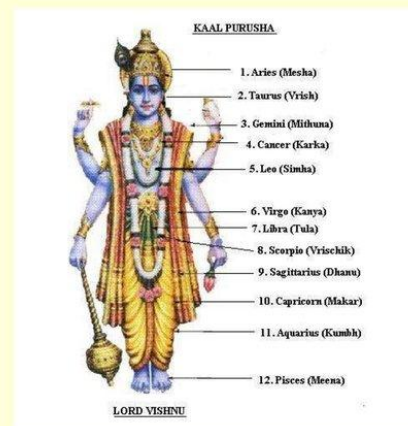 KAAL PURUSHA
1. Aries (Mesha)
2. Taurus (Vrish)
3. Gemini (Mithuna)
4. Cancer (Karka)
5. Leo (Simha)
6. Virgo (Kanya)
7. Libra (Tula)
8. Scorpio (Vrischik)
9. Sagittarius (Dhanu)
10. Capricorn (Makar)
11. Aquarius (Kumbh)
12. Pisces (Meena)
LORD VISHNU